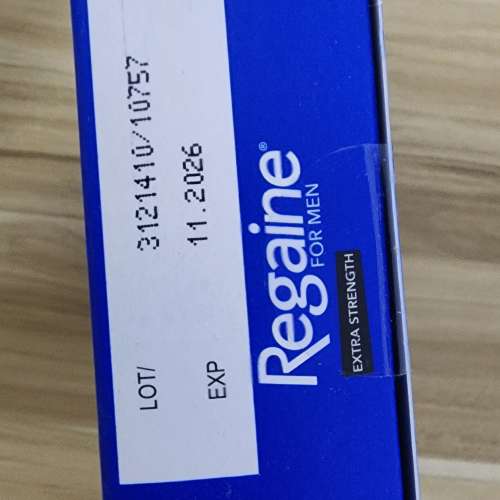 LOT/ 3121410/10757
EXP 11.2026
Regaine®
FOR MEN
EXTRA STRENGTH